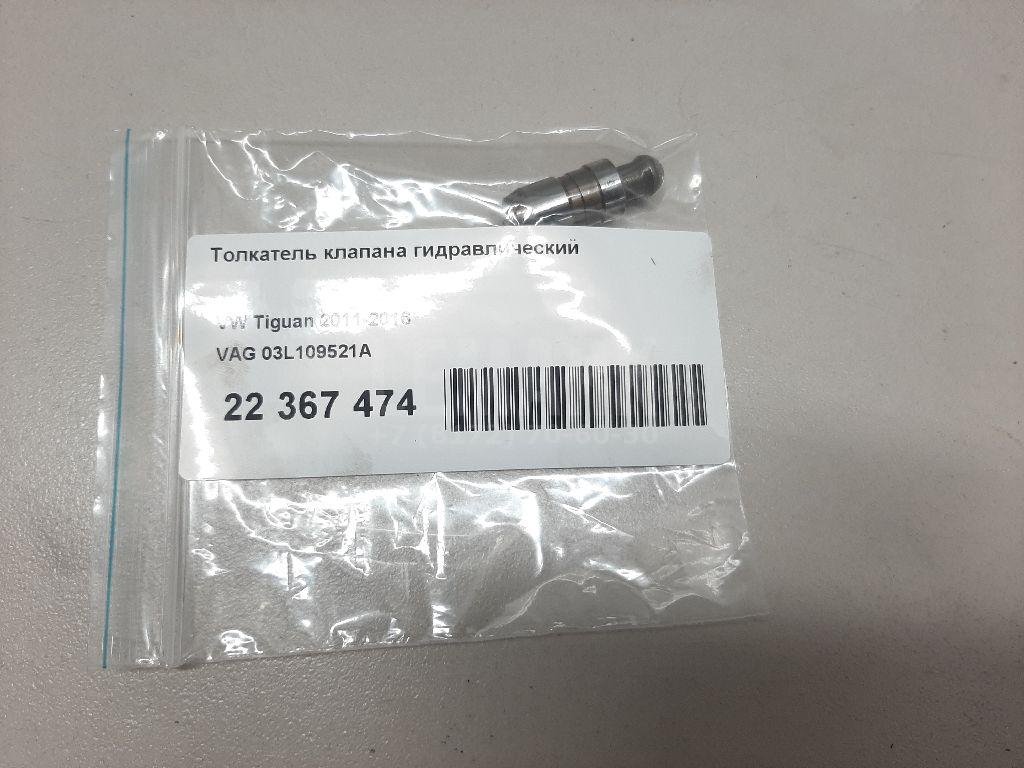 Толкатель клапана гидравлический
VW Tiguan 2011-2016
VAG 03L109521A
22 367 474